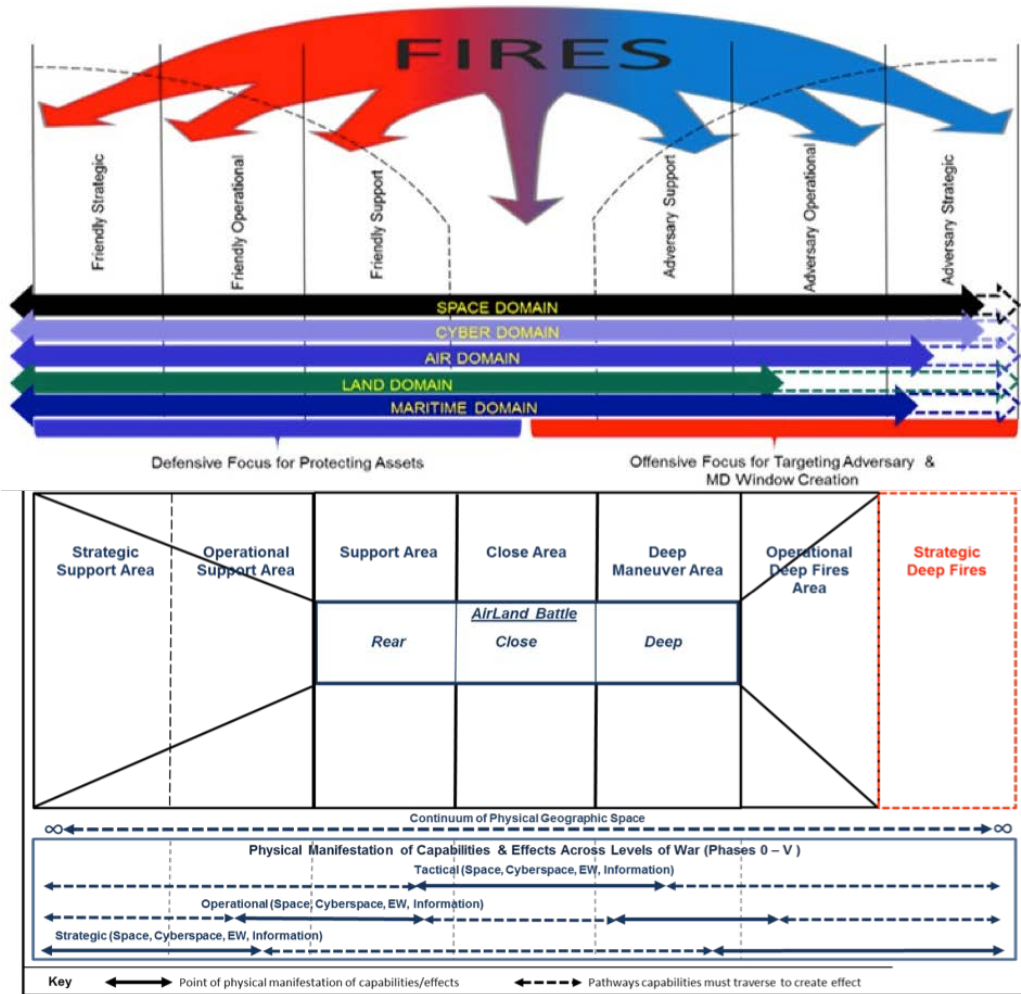 FIRES
Friendly Strategic
Friendly Operational
Friendly Support
Adversary Support
Adversary Operational
Adversary Strategic
SPACE DOMAIN
CYBER DOMAIN
AIR DOMAIN
LAND DOMAIN
MARITIME DOMAIN
Defensive Focus for Protecting Assets
Offensive Focus for Targeting Adversary &
MD Window Creation
Strategic
Support Area
Operational
Support Area
Support Area
Close Area
Deep
Maneuver Area
Operational
Deep Fires
Area
Strategic
Deep Fires
AirLand Battle
Rear
Close
Deep
Continuum of Physical Geographic Space
∞
∞
Physical Manifestation of Capabilities & Effects Across Levels of War (Phases 0 – V )
Tactical (Space, Cyberspace, EW, Information)
Operational (Space, Cyberspace, EW, Information)
Strategic (Space, Cyberspace, EW, Information)
Key
Point of physical manifestation of capabilities/effects
Pathways capabilities must traverse to create effect